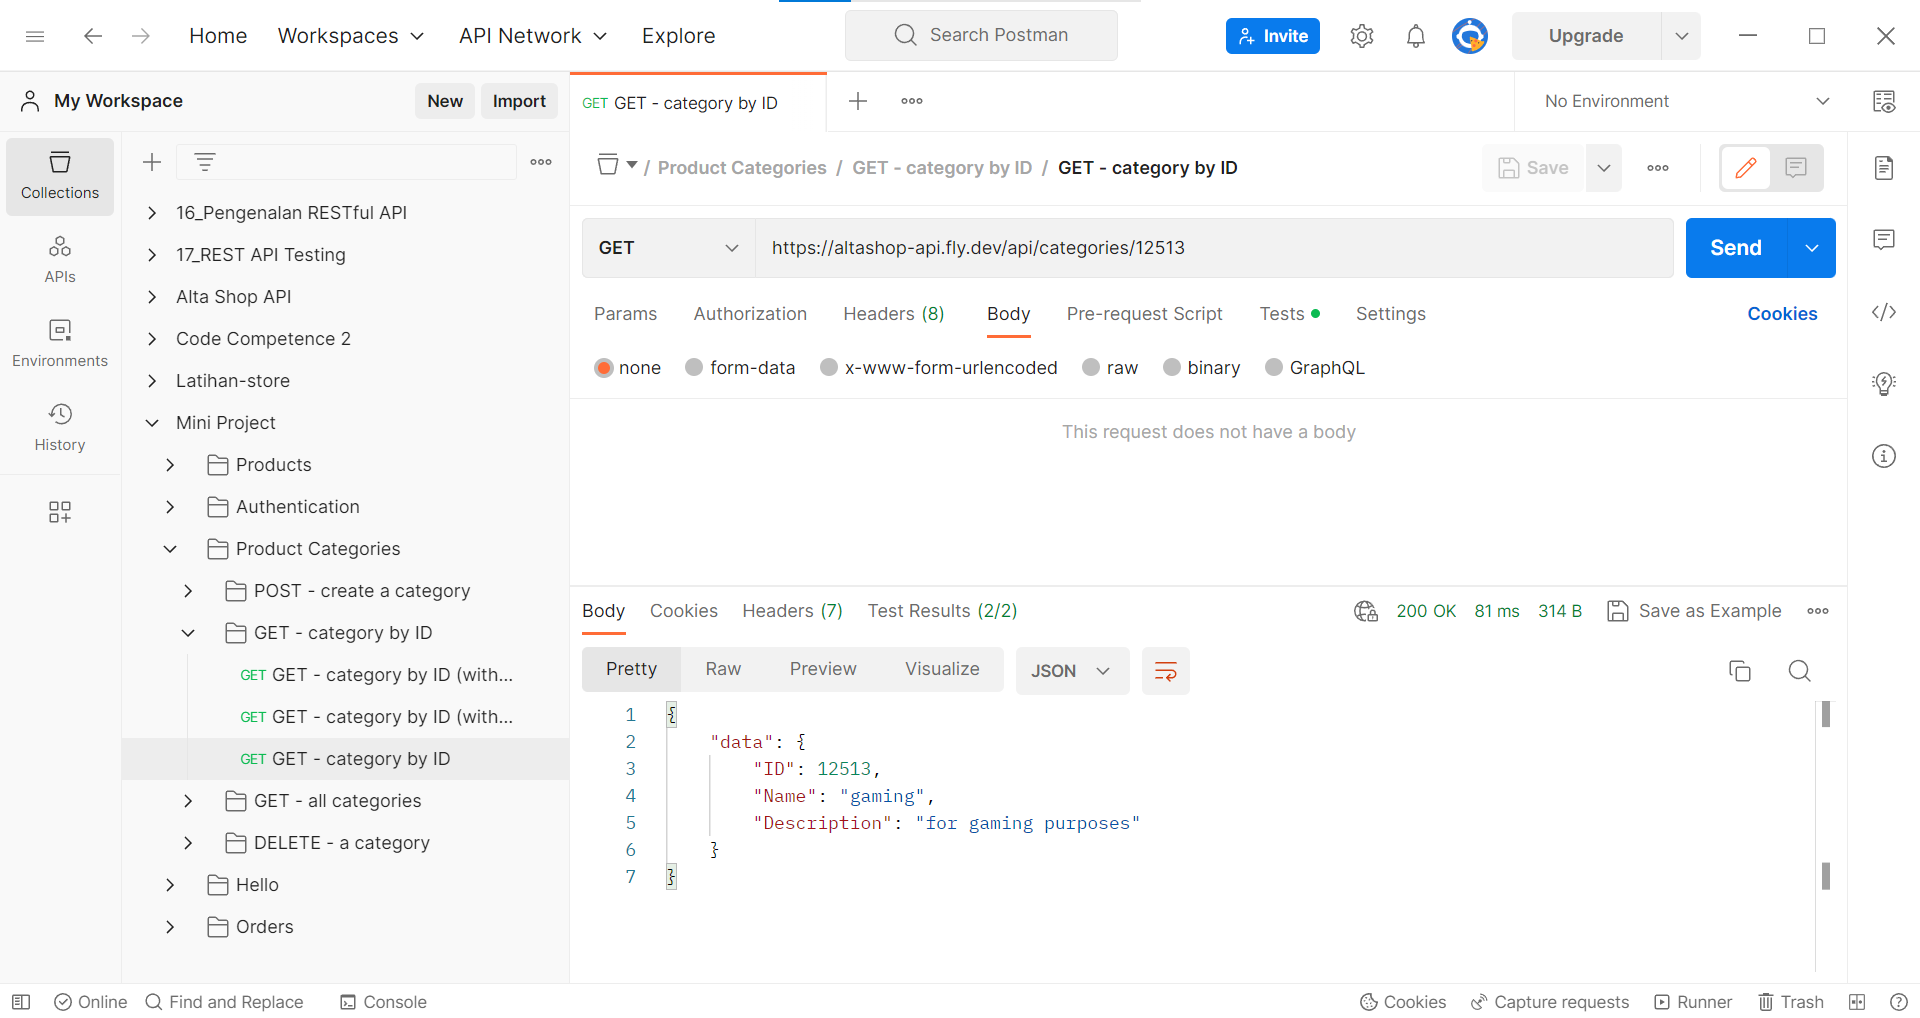 Home Workspaces API Network Explore Search Postman Invite Upgrade
My Workspace New Import GET GET - category by ID No Environment
Collections
APIs
Environments
History
16_Pengenalan RESTful API
17_REST API Testing
Alta Shop API
Code Competence 2
Latihan-store
Mini Project
Products
Authentication
Product Categories
POST - create a category
GET - category by ID
GET GET - category by ID (with...
GET GET - category by ID (with...
GET GET - category by ID
GET - all categories
DELETE - a category
Hello
Orders
/ Product Categories / GET - category by ID / GET - category by ID Save
GET https://altashop-api.fly.dev/api/categories/12513 Send
Params Authorization Headers (8) Body Pre-request Script Tests Settings Cookies
none form-data x-www-form-urlencoded raw binary GraphQL
This request does not have a body
Body Cookies Headers (7) Test Results (2/2) 200 OK 81 ms 314 B Save as Example
Pretty Raw Preview Visualize JSON
1 {
2 "data": {
3 "ID": 12513,
4 "Name": "gaming",
5 "Description": "for gaming purposes"
6 }
7 }
Online Find and Replace Console Cookies Capture requests Runner Trash